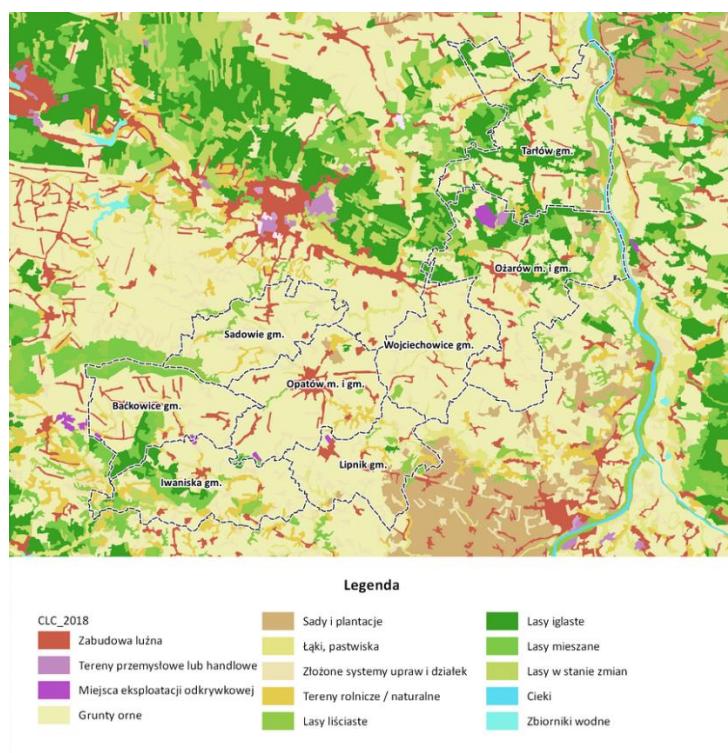 Tarłów gm.
Ożarów m. i gm.
Sadowie gm.
Wojciechowice gm.
Opatów m. i gm.
Baćkowice gm.
Lipnik gm.
Iwaniska gm.
Legenda
CLC_2018
Zabudowa luźna
Tereny przemysłowe lub handlowe
Miejsca eksploatacji odkrywkowej
Grunty orne
Sady i plantacje
Łąki, pastwiska
Złożone systemy upraw i działek
Tereny rolnicze / naturalne
Lasy liściaste
Lasy iglaste
Lasy mieszane
Lasy w stanie zmian
Cieki
Zbiorniki wodne